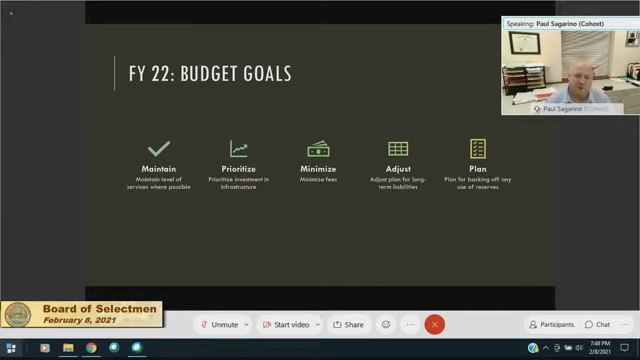 Speaking: Paul Sagarino (Cohost)
Paul Sagarino (Cohost)
FY 22: BUDGET GOALS
Maintain
Maintain level of
services where possible
Prioritize
Prioritize investment in
infrastructure
Minimize
Minimize fees
Adjust
Adjust plan for long-
term liabilities
Plan
Plan for backing off any
use of reserves
Board of Selectmen
February 8, 2021
Unmute
Start video
Share
Participants
Chat
7:48 PM
2/8/2021